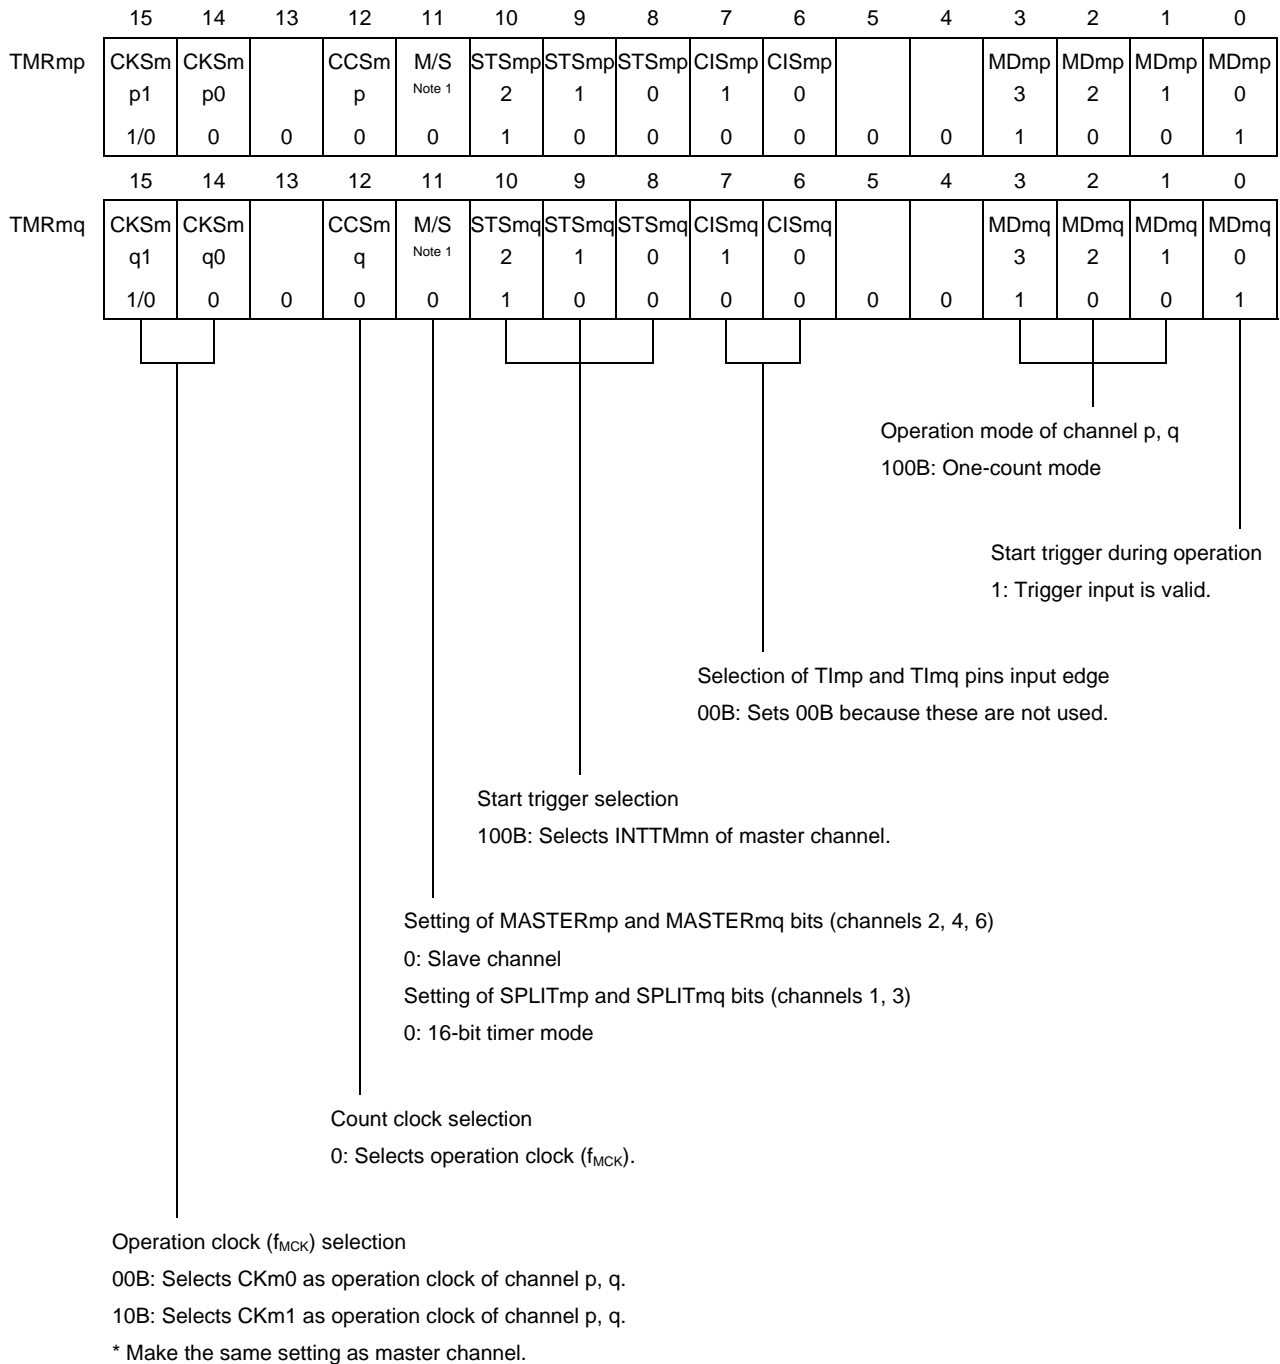 15 14 13 12 11 10 9 8 7 6 5 4 3 2 1 0
TMRmp CKSm CKSm CCSm M/S STSmp STSmp STSmp CISmp CISmp MDmp MDmp MDmp MDmp
p1 p0 p Note 1 2 1 0 1 0 3 2 1 0
1/0 0 0 0 0 1 0 0 0 0 0 0 1 0 0 1
15 14 13 12 11 10 9 8 7 6 5 4 3 2 1 0
TMRmq CKSm CKSm CCSm M/S STSmq STSmq STSmq CISmq CISmq MDmq MDmq MDmq MDmq
q1 q0 q Note 1 2 1 0 1 0 3 2 1 0
1/0 0 0 0 0 1 0 0 0 0 0 0 1 0 0 1
Operation mode of channel p, q
100B: One-count mode
Start trigger during operation
1: Trigger input is valid.
Selection of TImp and TImq pins input edge
00B: Sets 00B because these are not used.
Start trigger selection
100B: Selects INTTMmn of master channel.
Setting of MASTERmp and MASTERmq bits (channels 2, 4, 6)
0: Slave channel
Setting of SPLITmp and SPLITmq bits (channels 1, 3)
0: 16-bit timer mode
Count clock selection
0: Selects operation clock (fMCK).
Operation clock (fMCK) selection
00B: Selects CKm0 as operation clock of channel p, q.
10B: Selects CKm1 as operation clock of channel p, q.
* Make the same setting as master channel.